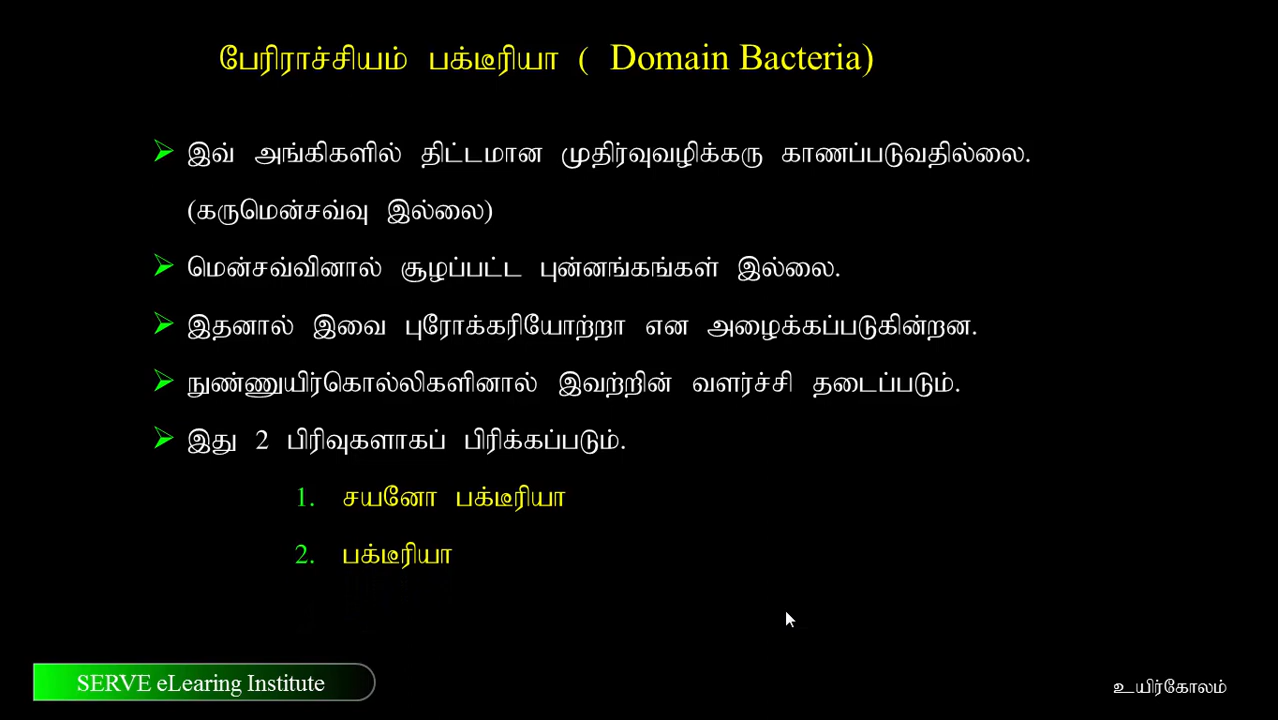 பேரிராச்சியம் பக்டீரியா ( Domain Bacteria)
➢ இவ் அங்கிகளில் திட்டமான முதிர்வுவழிக்கரு காணப்படுவதில்லை.
(கருமென்சவ்வு இல்லை)
➢ மென்சவ்வினால் சூழப்பட்ட புன்னங்கங்கள் இல்லை.
➢ இதனால் இவை புரோக்கரியோற்றா என அழைக்கப்படுகின்றன.
➢ நுண்ணுயிர்கொல்லிகளினால் இவற்றின் வளர்ச்சி தடைப்படும்.
➢ இது 2 பிரிவுகளாகப் பிரிக்கப்படும்.
1. சயனோ பக்டீரியா
2. பக்டீரியா
SERVE eLearing Institute
உயிர்கோலம்